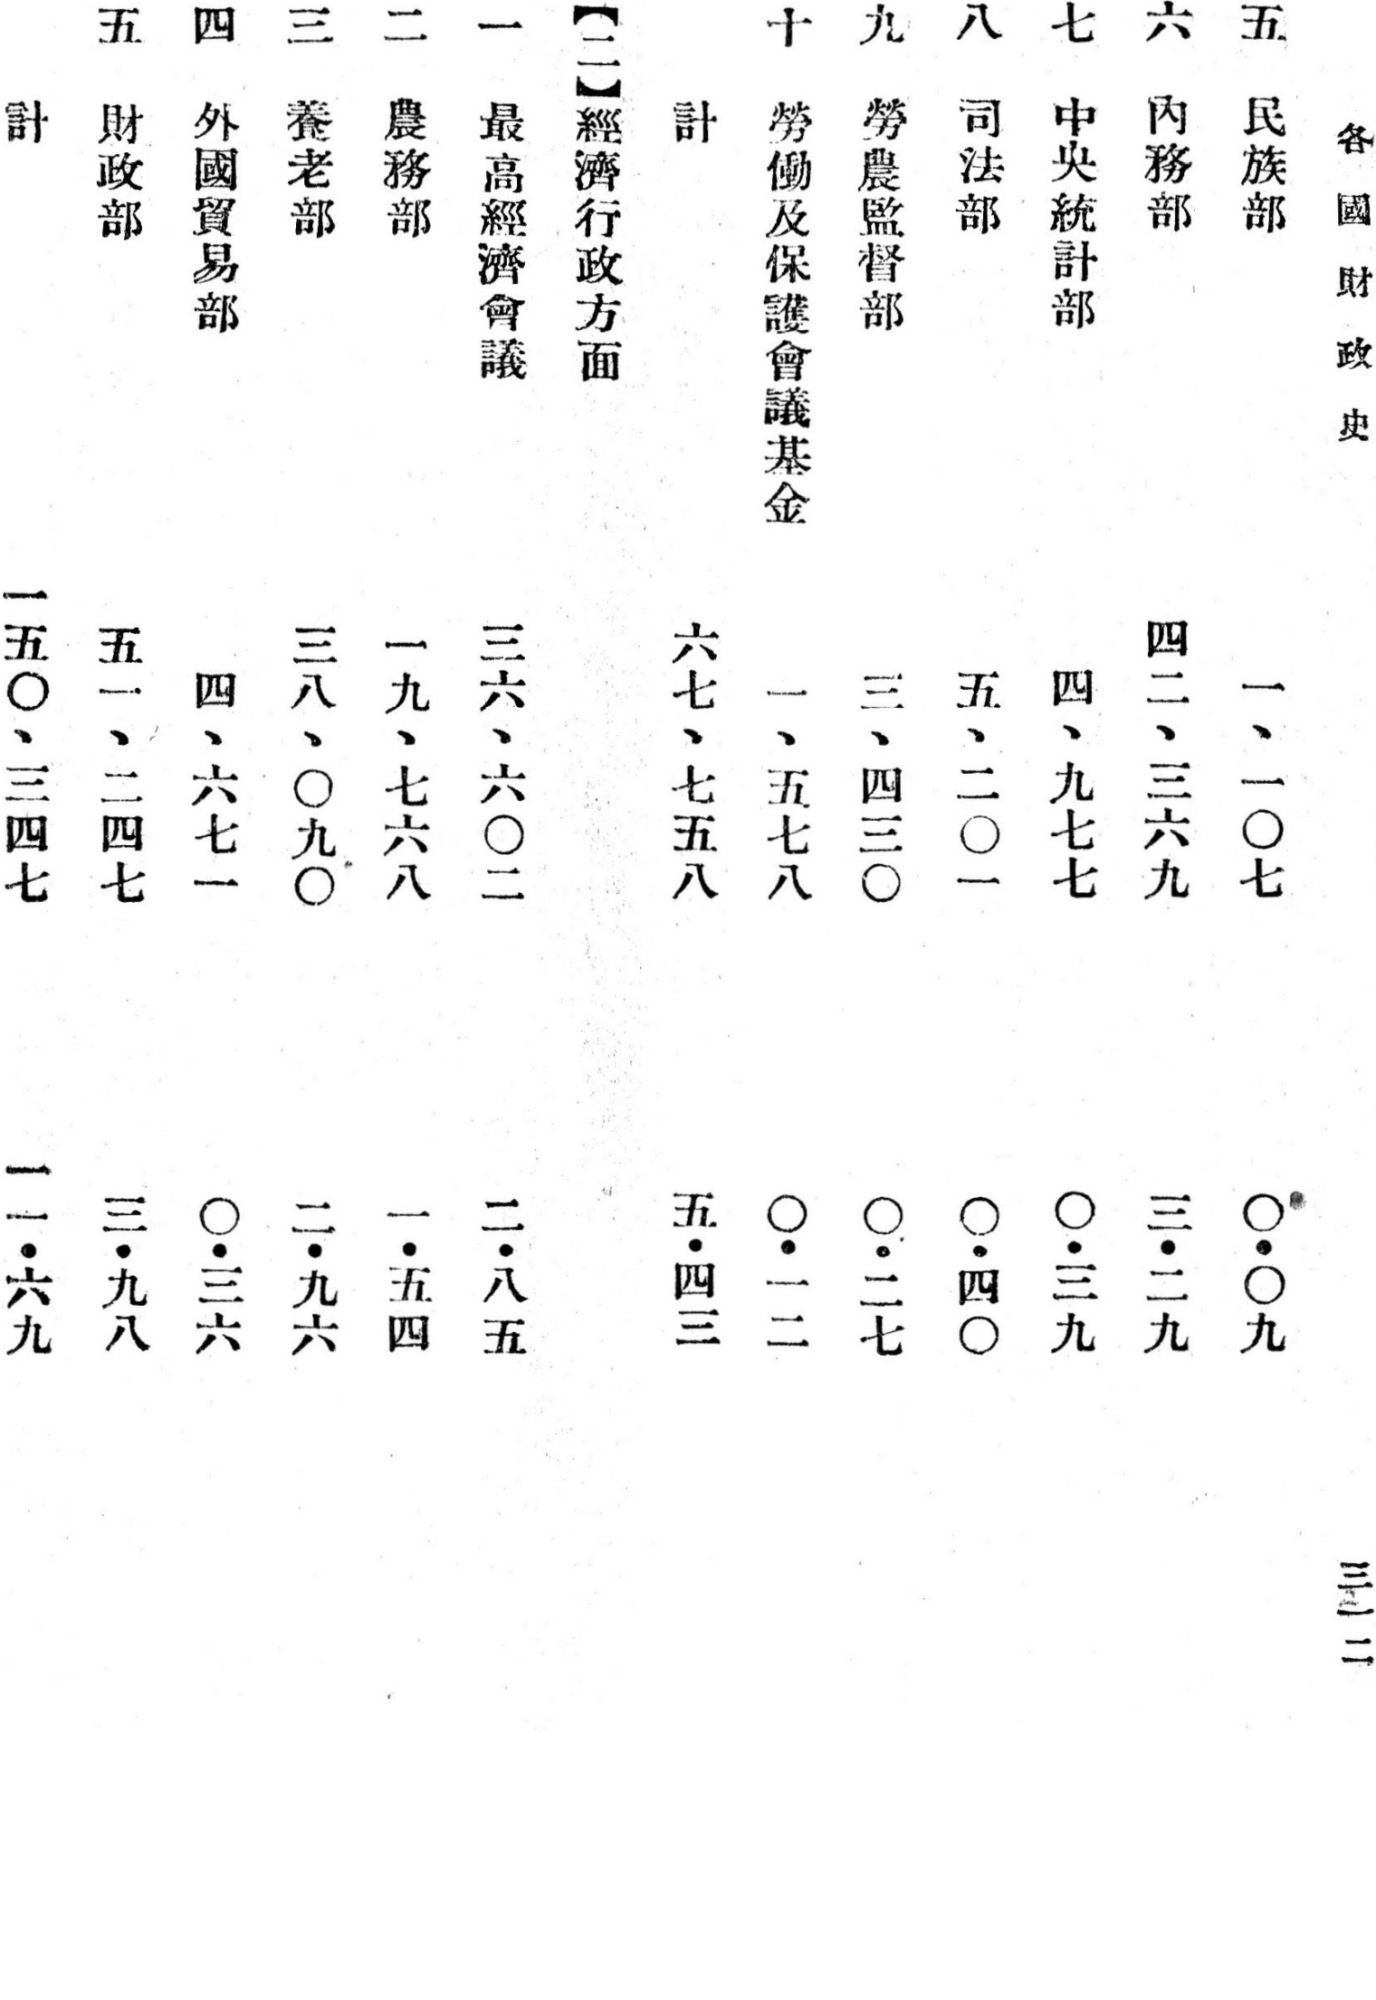 各國財政史 三一二
五 民族部 一、一〇七 〇•〇九
六 內務部 四二、三六九 三•二九
七 中央統計部 四、九七七 〇•三九
八 司法部 五、二〇一 〇•四〇
九 勞農監督部 三、四三〇 〇•二七
十 勞働及保護會議基金 一、五七八 〇•一二
計 六七、七五八 五•四三
【二】經濟行政方面
一 最高經濟會議 三六、六〇二 二•八五
二 農務部 一九、七六八 一•五四
三 養老部 三八、〇九〇 二•九六
四 外國貿易部 四、六七一 〇•三六
五 財政部 五一、二四七 三•九八
計 一五〇、三四七 一一•六九